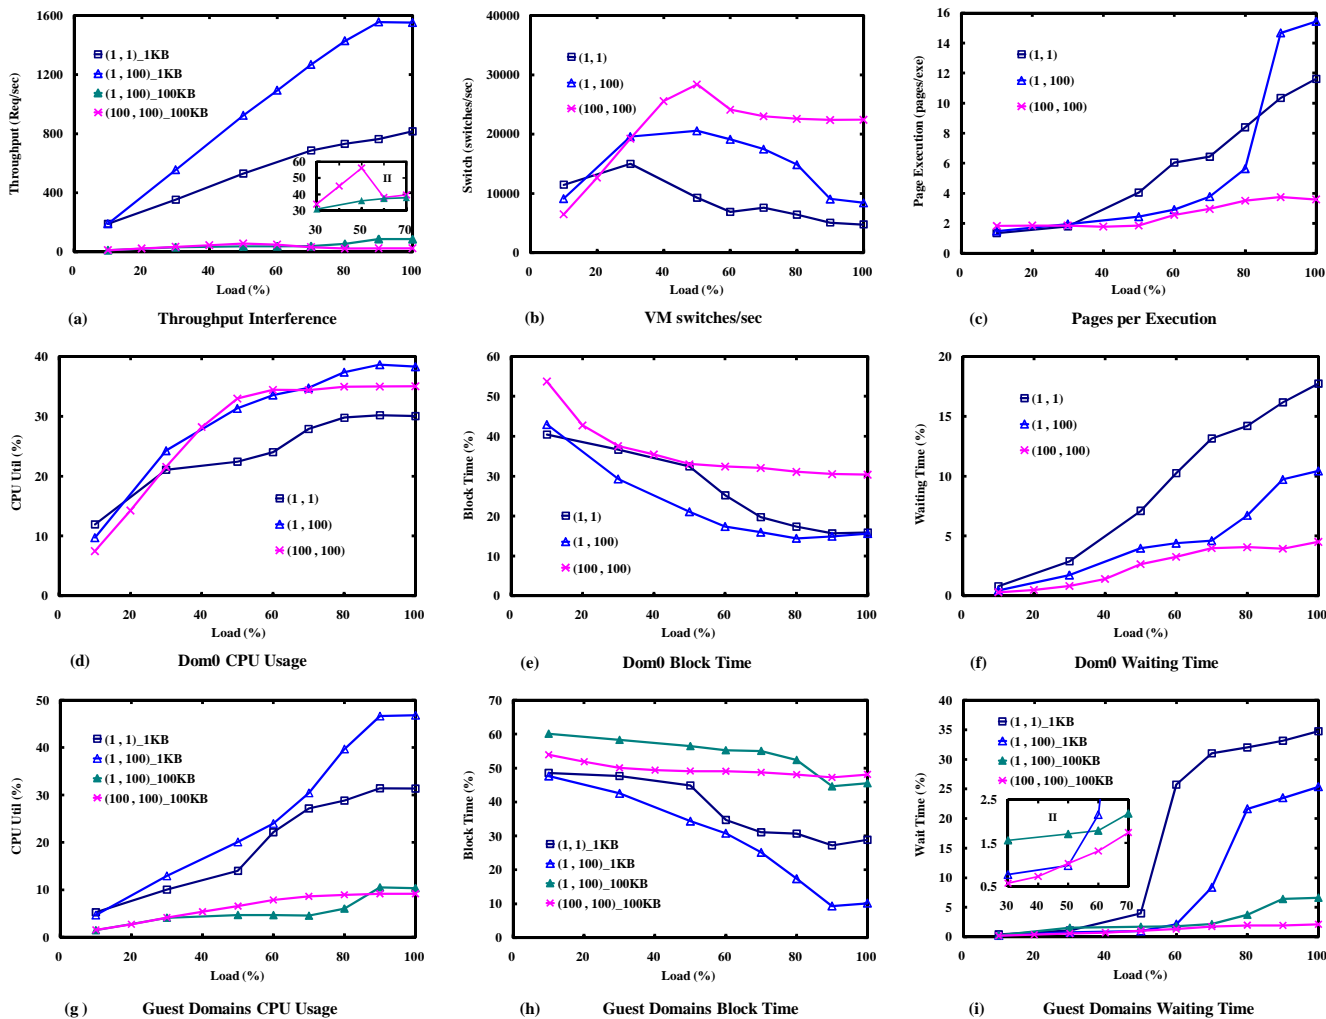 1600
1200
800
400
0
0 20 40 60 80 100
Throughput (Req/sec)
Load (%)
(1 , 1)_1KB
(1 , 100)_1KB
(1 , 100)_100KB
(100 , 100)_100KB
60
50
40
30
II
30 50 70
(a) Throughput Interference
40000
30000
20000
10000
0
0 20 40 60 80 100
Switch (switches/sec)
Load (%)
(1 , 1)
(1 , 100)
(100 , 100)
(b) VM switches/sec
16
14
12
10
8
6
4
2
0
0 20 40 60 80 100
Page Execution (pages/exe)
Load (%)
(1 , 1)
(1 , 100)
(100 , 100)
(c) Pages per Execution
40
30
20
10
0
0 20 40 60 80 100
CPU Util (%)
Load (%)
(1 , 1)
(1 , 100)
(100 , 100)
(d) Dom0 CPU Usage
60
50
40
30
20
10
0
0 20 40 60 80 100
Block Time (%)
Load (%)
(1 , 1)
(1 , 100)
(100 , 100)
(e) Dom0 Block Time
20
15
10
5
0
0 20 40 60 80 100
Waiting Time (%)
Load (%)
(1 , 1)
(1 , 100)
(100 , 100)
(f) Dom0 Waiting Time
50
40
30
20
10
0
0 20 40 60 80 100
CPU Util (%)
Load (%)
(1 , 1)_1KB
(1 , 100)_1KB
(1 , 100)_100KB
(100 , 100)_100KB
(g ) Guest Domains CPU Usage
70
60
50
40
30
20
10
0
0 20 40 60 80 100
Block Time (%)
Load (%)
(1 , 1)_1KB
(1 , 100)_1KB
(1 , 100)_100KB
(100 , 100)_100KB
(h) Guest Domains Block Time
40
35
30
25
20
15
10
5
0
0 20 40 60 80 100
Wait Time (%)
Load (%)
(1 , 1)_1KB
(1 , 100)_1KB
(1 , 100)_100KB
(100 , 100)_100KB
2.5
1.5
0.5
II
30 40 50 60 70
(i) Guest Domains Waiting Time